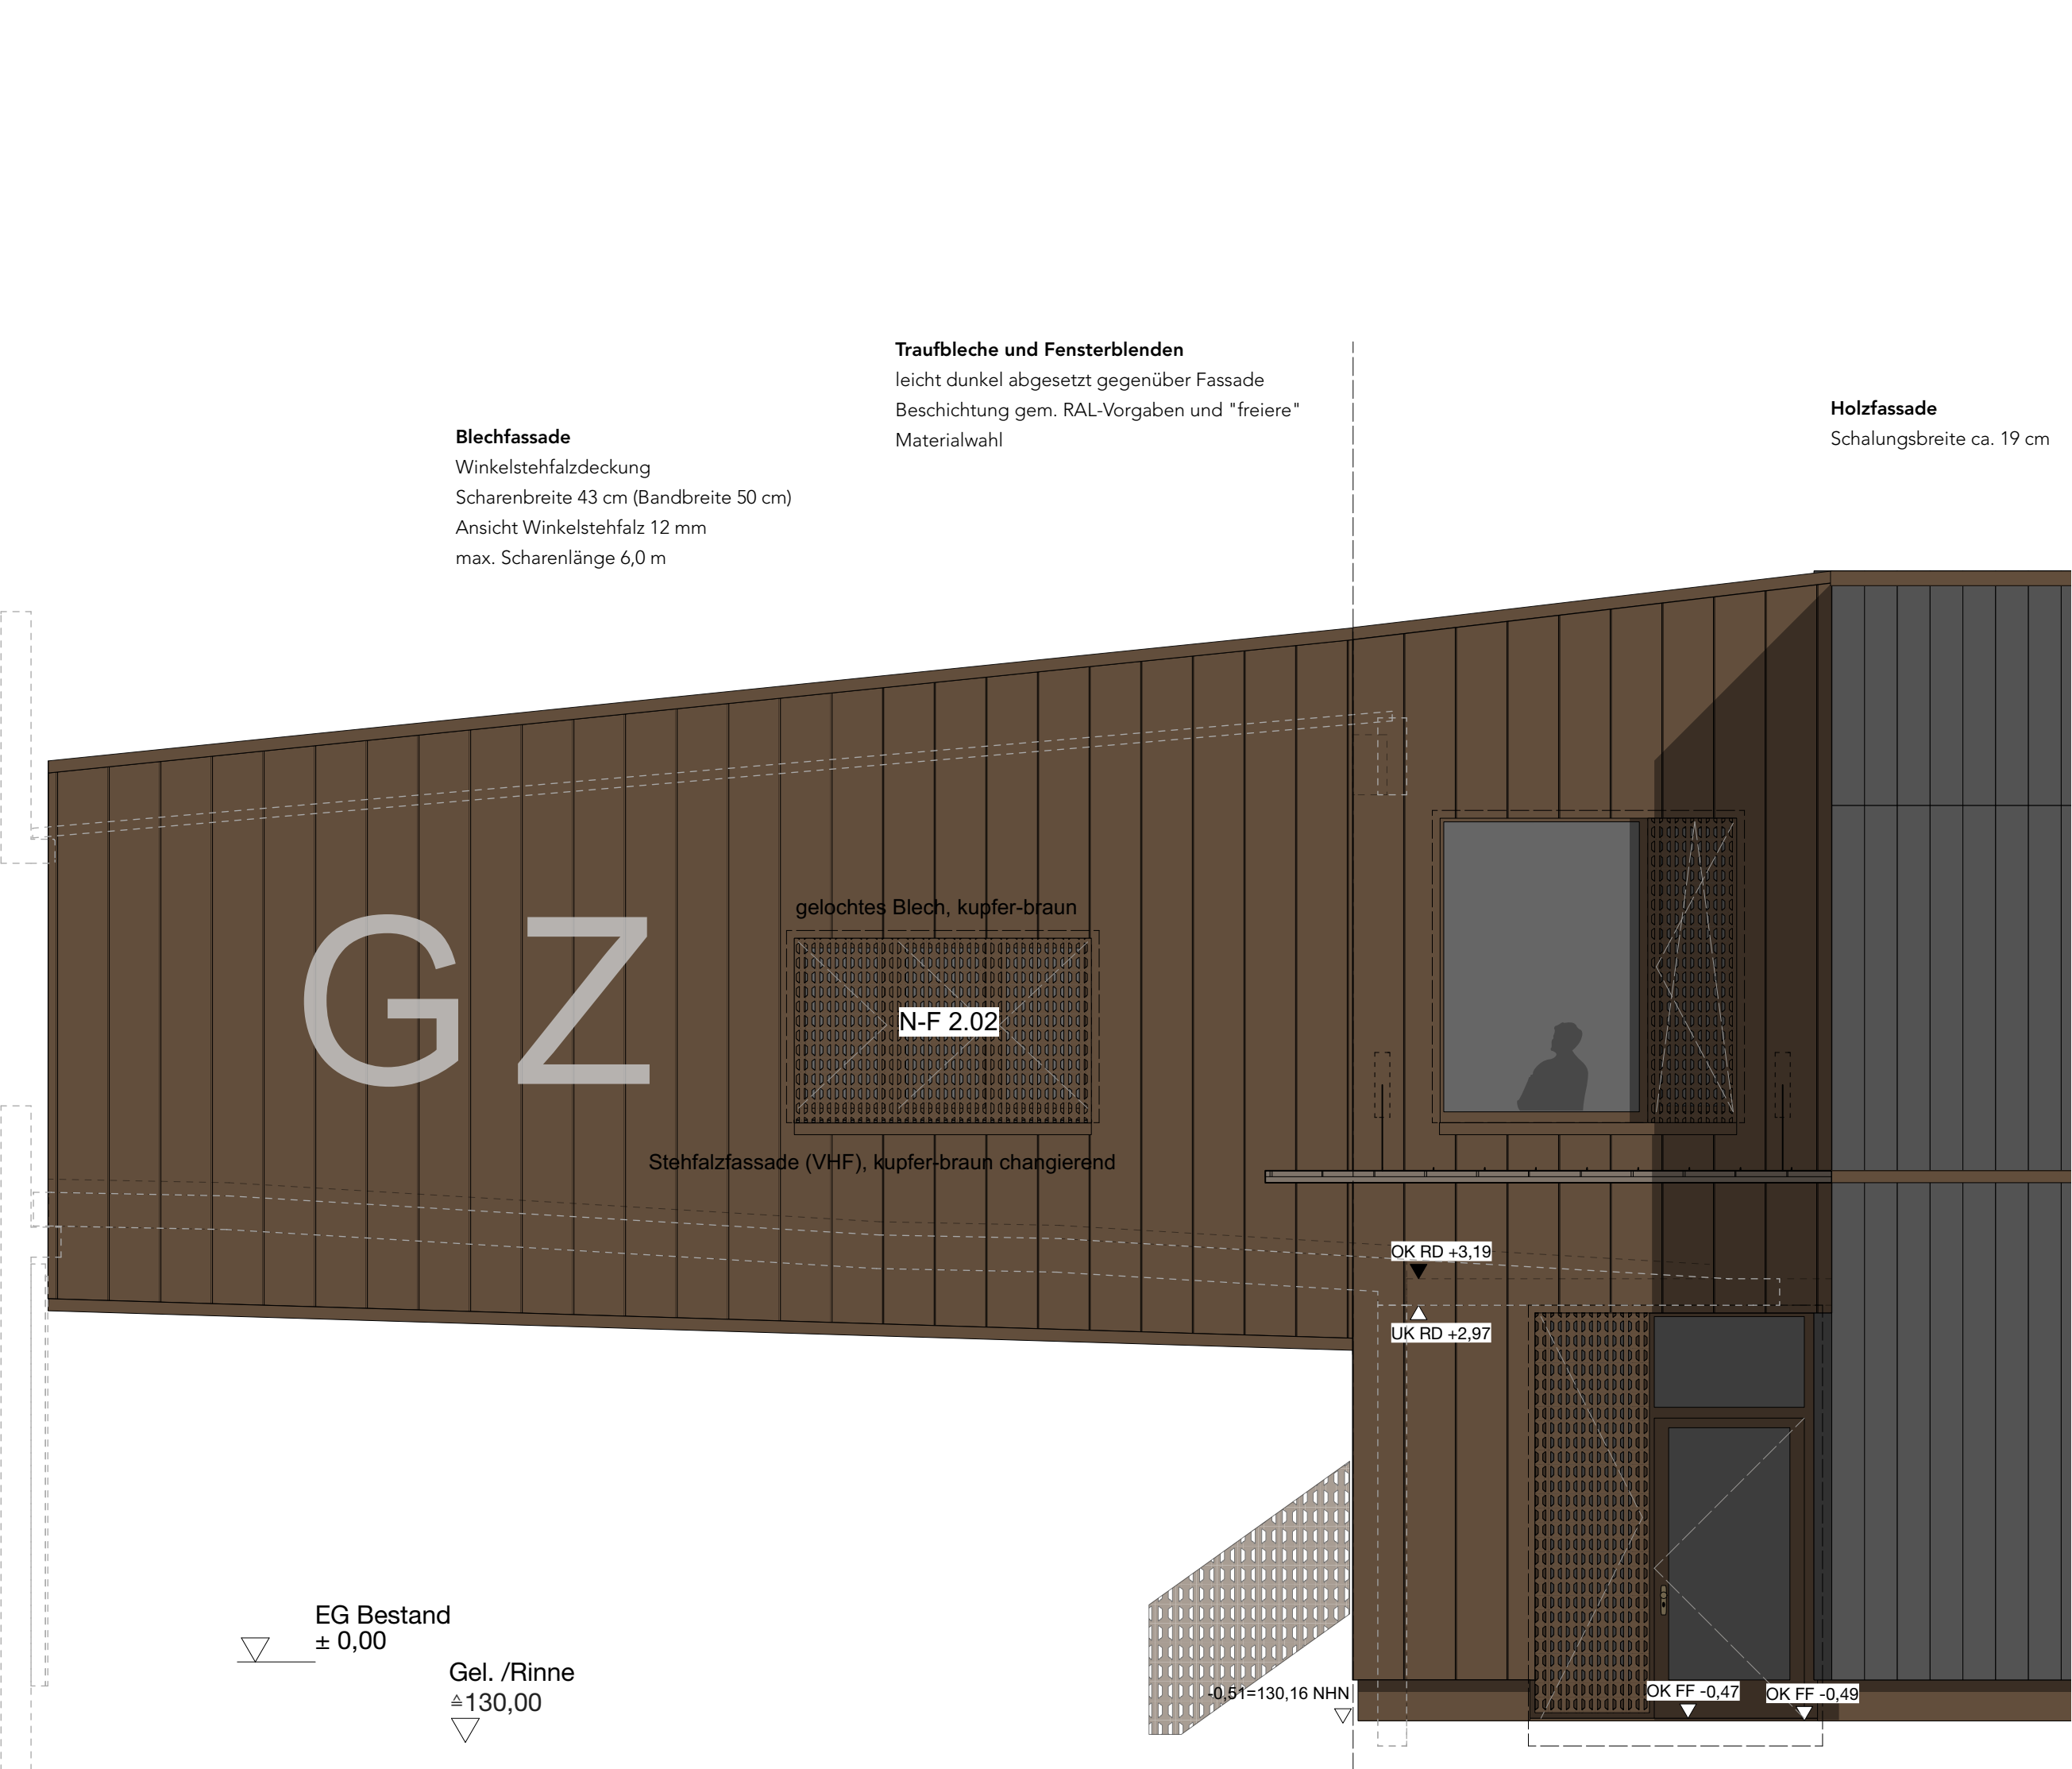 Traufbleche und Fensterblenden
leicht dunkel abgesetzt gegenüber Fassade
Beschichtung gem. RAL-Vorgaben und "freiere"
Materialwahl
Holzfassade
Schalungsbreite ca. 19 cm
Blechfassade
Winkelstehfalzdeckung
Scharenbreite 43 cm (Bandbreite 50 cm)
Ansicht Winkelstehfalz 12 mm
max. Scharenlänge 6,0 m
GZ
gelochtes Blech, kupfer-braun
N-F 2.02
Stehfalzfassade (VHF), kupfer-braun changierend
OK RD +3,19
UK RD +2,97
EG Bestand
± 0,00
Gel. /Rinne
≙130,00
-0,51=130,16 NHN
OK FF -0,47
OK FF -0,49